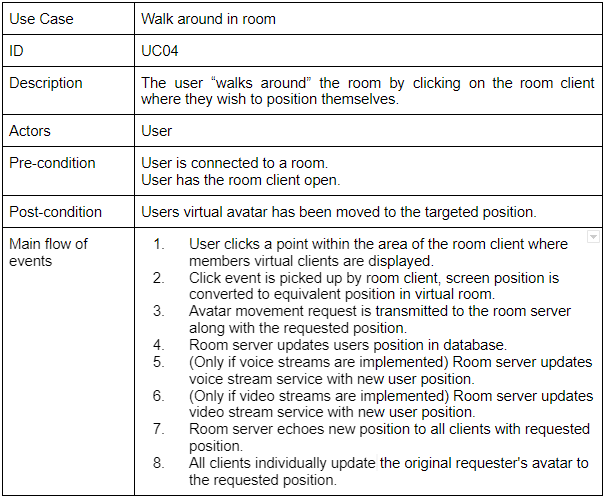 Use Case
Walk around in room
ID
UC04
Description
The user “walks around” the room by clicking on the room client
where they wish to position themselves.
Actors
User
Pre-condition
User is connected to a room.
User has the room client open.
Post-condition
Users virtual avatar has been moved to the targeted position.
Main flow of
events
1. User clicks a point within the area of the room client where
members virtual clients are displayed.
2. Click event is picked up by room client, screen position is
converted to equivalent position in virtual room.
3. Avatar movement request is transmitted to the room server
along with the requested position.
4. Room server updates users position in database.
5. (Only if voice streams are implemented) Room server updates
voice stream service with new user position.
6. (Only if video streams are implemented) Room server updates
video stream service with new user position.
7. Room server echoes new position to all clients with requested
position.
8. All clients individually update the original requester's avatar to
the requested position.